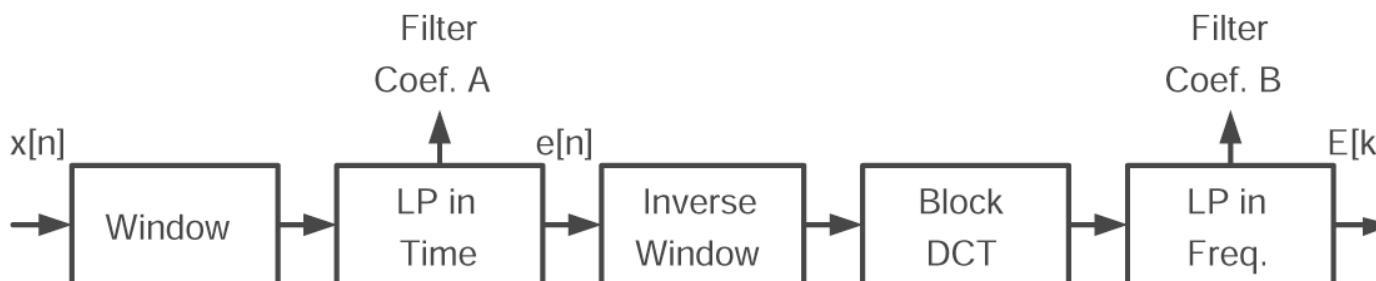 Filter
Coef. A
Filter
Coef. B
x[n]
e[n]
E[k
Window
LP in
Time
Inverse
Window
Block
DCT
LP in
Freq.